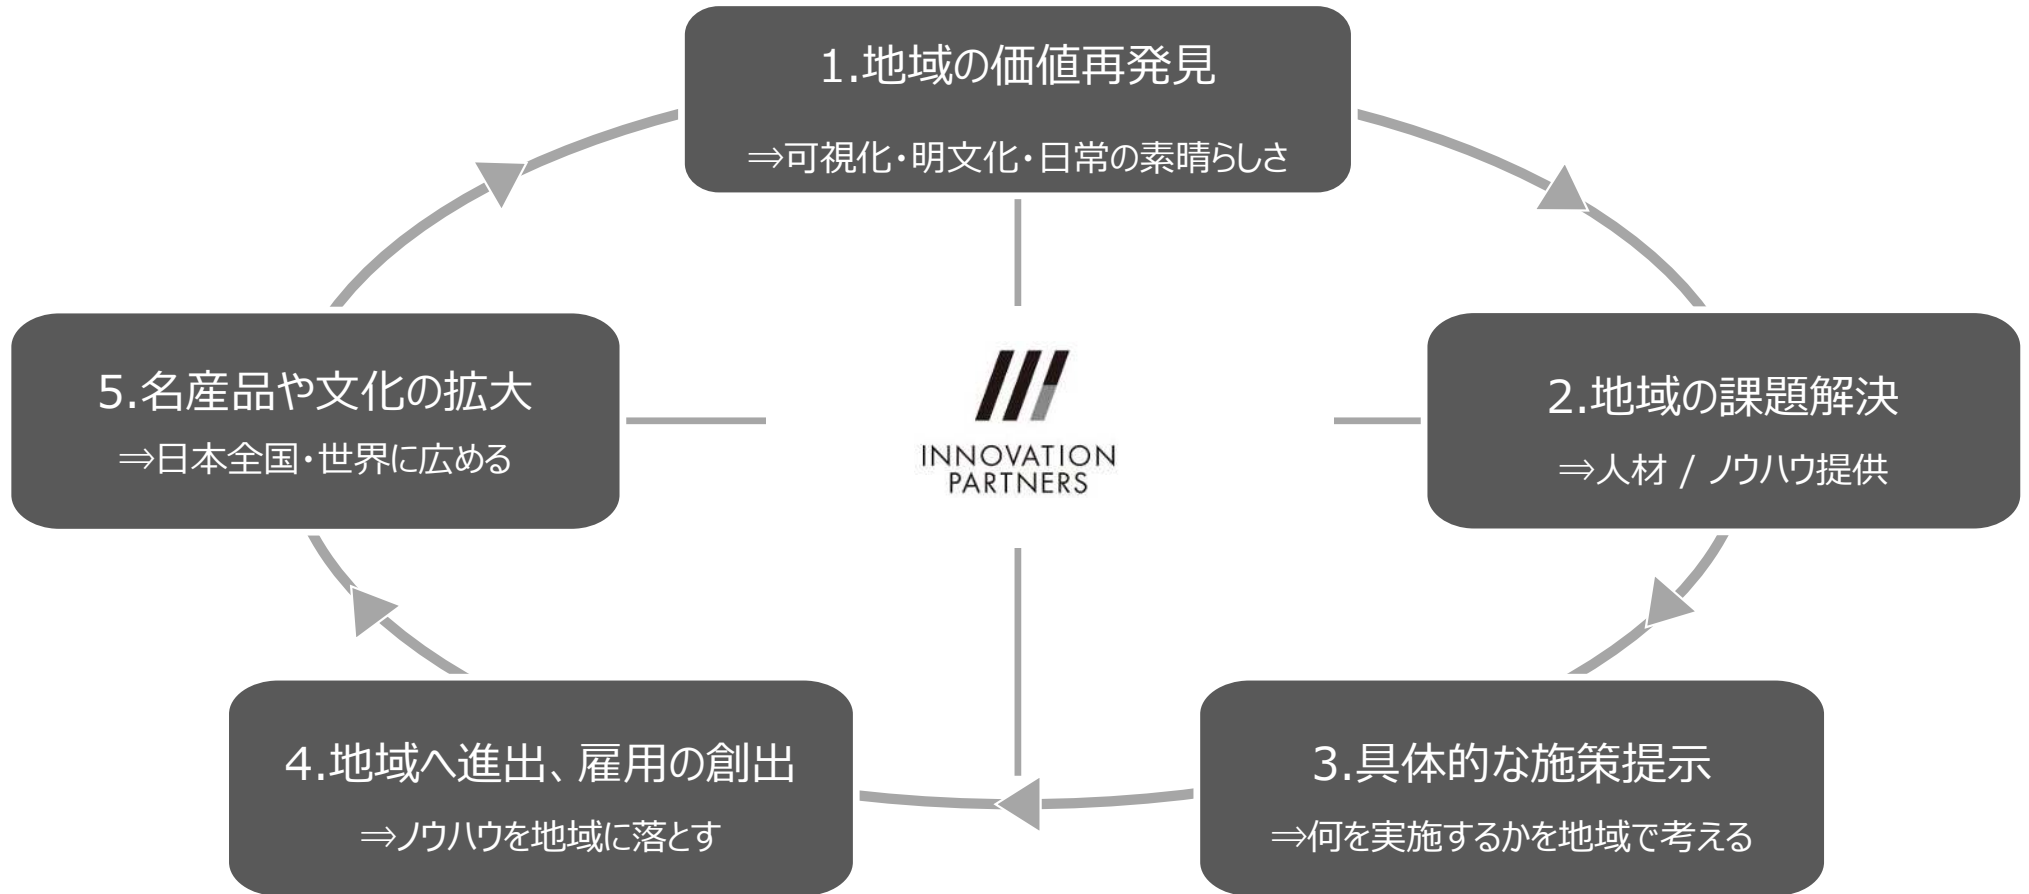 1.地域の価値再発見
⇒可視化・明文化・日常の素晴らしさ
2.地域の課題解決
⇒人材 / ノウハウ提供
3.具体的な施策提示
⇒何を実施するかを地域で考える
4.地域へ進出、雇用の創出
⇒ノウハウを地域に落とす
5.名産品や文化の拡大
⇒日本全国・世界に広める
INNOVATION
PARTNERS